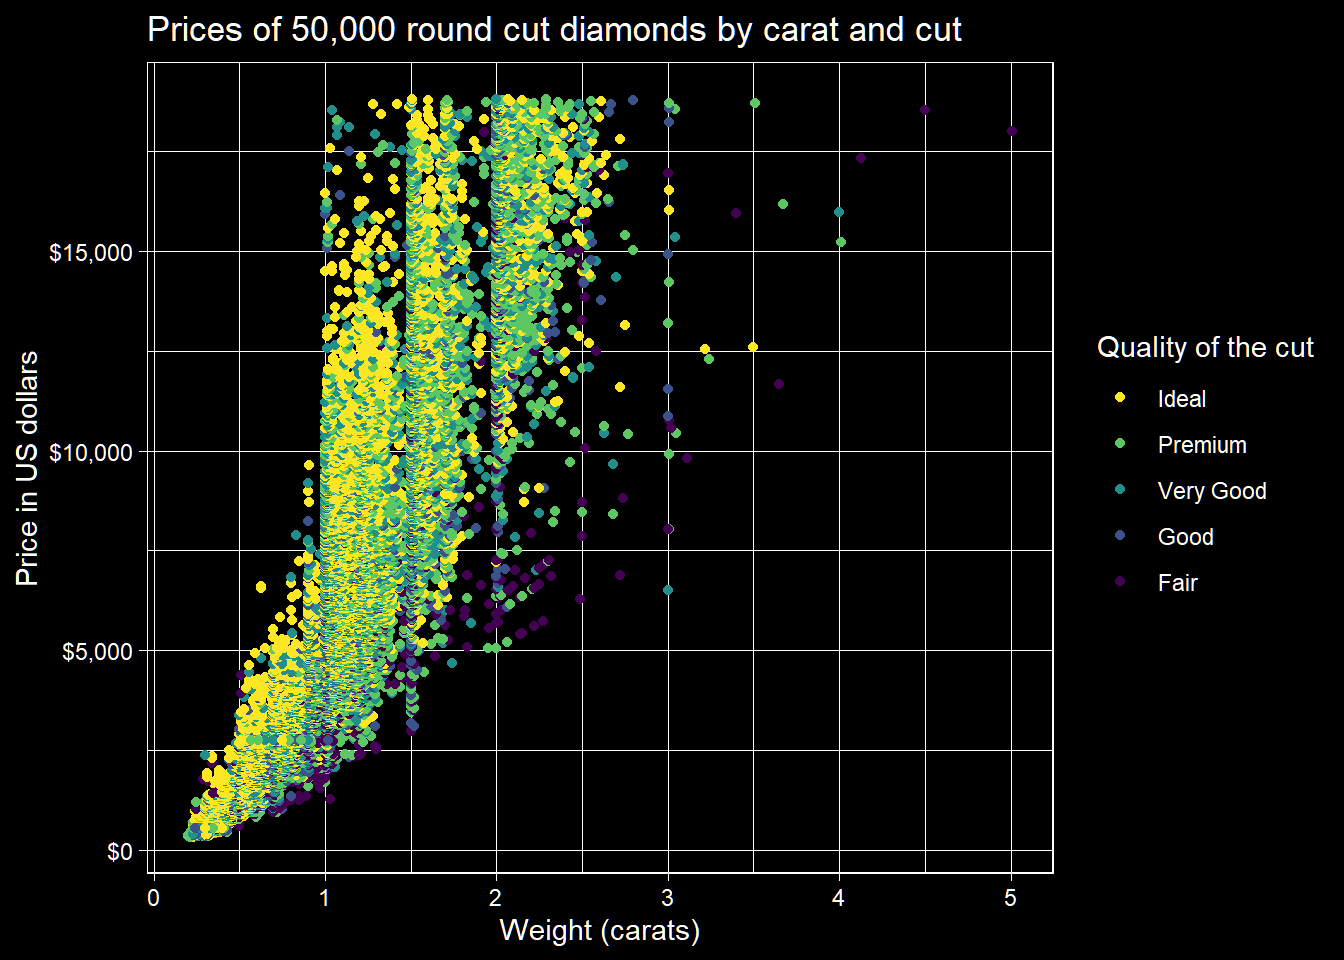 Prices of 50,000 round cut diamonds by carat and cut
Price in US dollars
$15,000
$10,000
$5,000
$0
0 1 2 3 4 5
Weight (carats)
Quality of the cut
Ideal
Premium
Very Good
Good
Fair